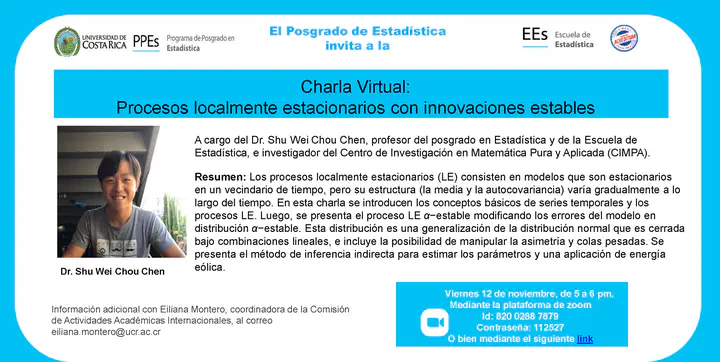 UNIVERSIDAD DE
COSTA RICA
PPEs
Programa de Posgrado en
Estadística
El Posgrado de Estadística
invita a la
EEs
Escuela de
Estadística
Charla Virtual:
Procesos localmente estacionarios con innovaciones estables
A cargo del Dr. Shu Wei Chou Chen, profesor del posgrado en Estadística y de la Escuela de
Estadística, e investigador del Centro de Investigación en Matemática Pura y Aplicada (CIMPA).
Resumen: Los procesos localmente estacionarios (LE) consisten en modelos que son estacionarios
en un vecindario de tiempo, pero su estructura (la media y la autocovariancia) varía gradualmente a lo
largo del tiempo. En esta charla se introducen los conceptos básicos de series temporales y los
procesos LE. Luego, se presenta el proceso LE α−estable modificando los errores del modelo en
distribución α−estable. Esta distribución es una generalización de la distribución normal que es cerrada
bajo combinaciones lineales, e incluye la posibilidad de manipular la asimetría y colas pesadas. Se
presenta el método de inferencia indirecta para estimar los parámetros y una aplicación de energía
eólica.
Dr. Shu Wei Chou Chen
Información adicional con Eiliana Montero, coordinadora de la Comisión
de Actividades Académicas Internacionales, al correo
eiliana.montero@ucr.ac.cr
Viernes 12 de noviembre, de 5 a 6 pm.
Mediante la plataforma de zoom
Id: 820 0288 7879
Contraseña: 112527
O bien mediante el siguiente link